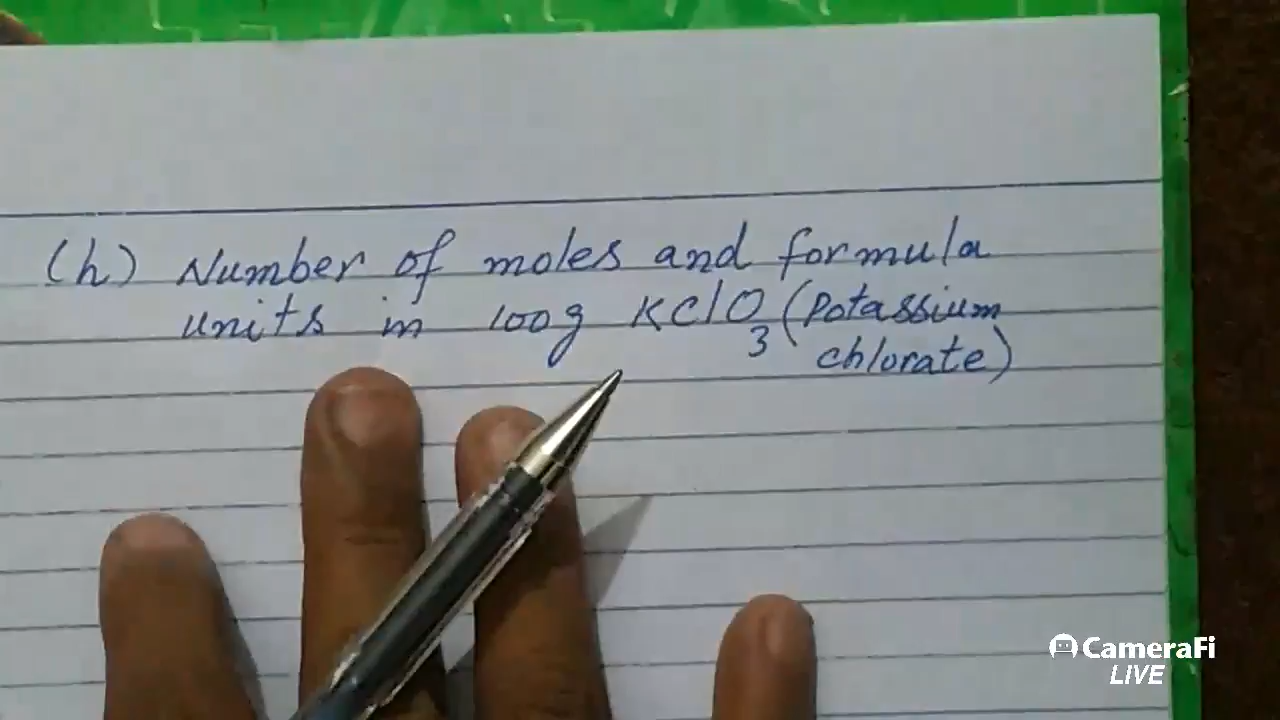 (h) Number of moles and formula
units in 100g KClO3 (Potassium
chlorate)
CameraFi
LIVE